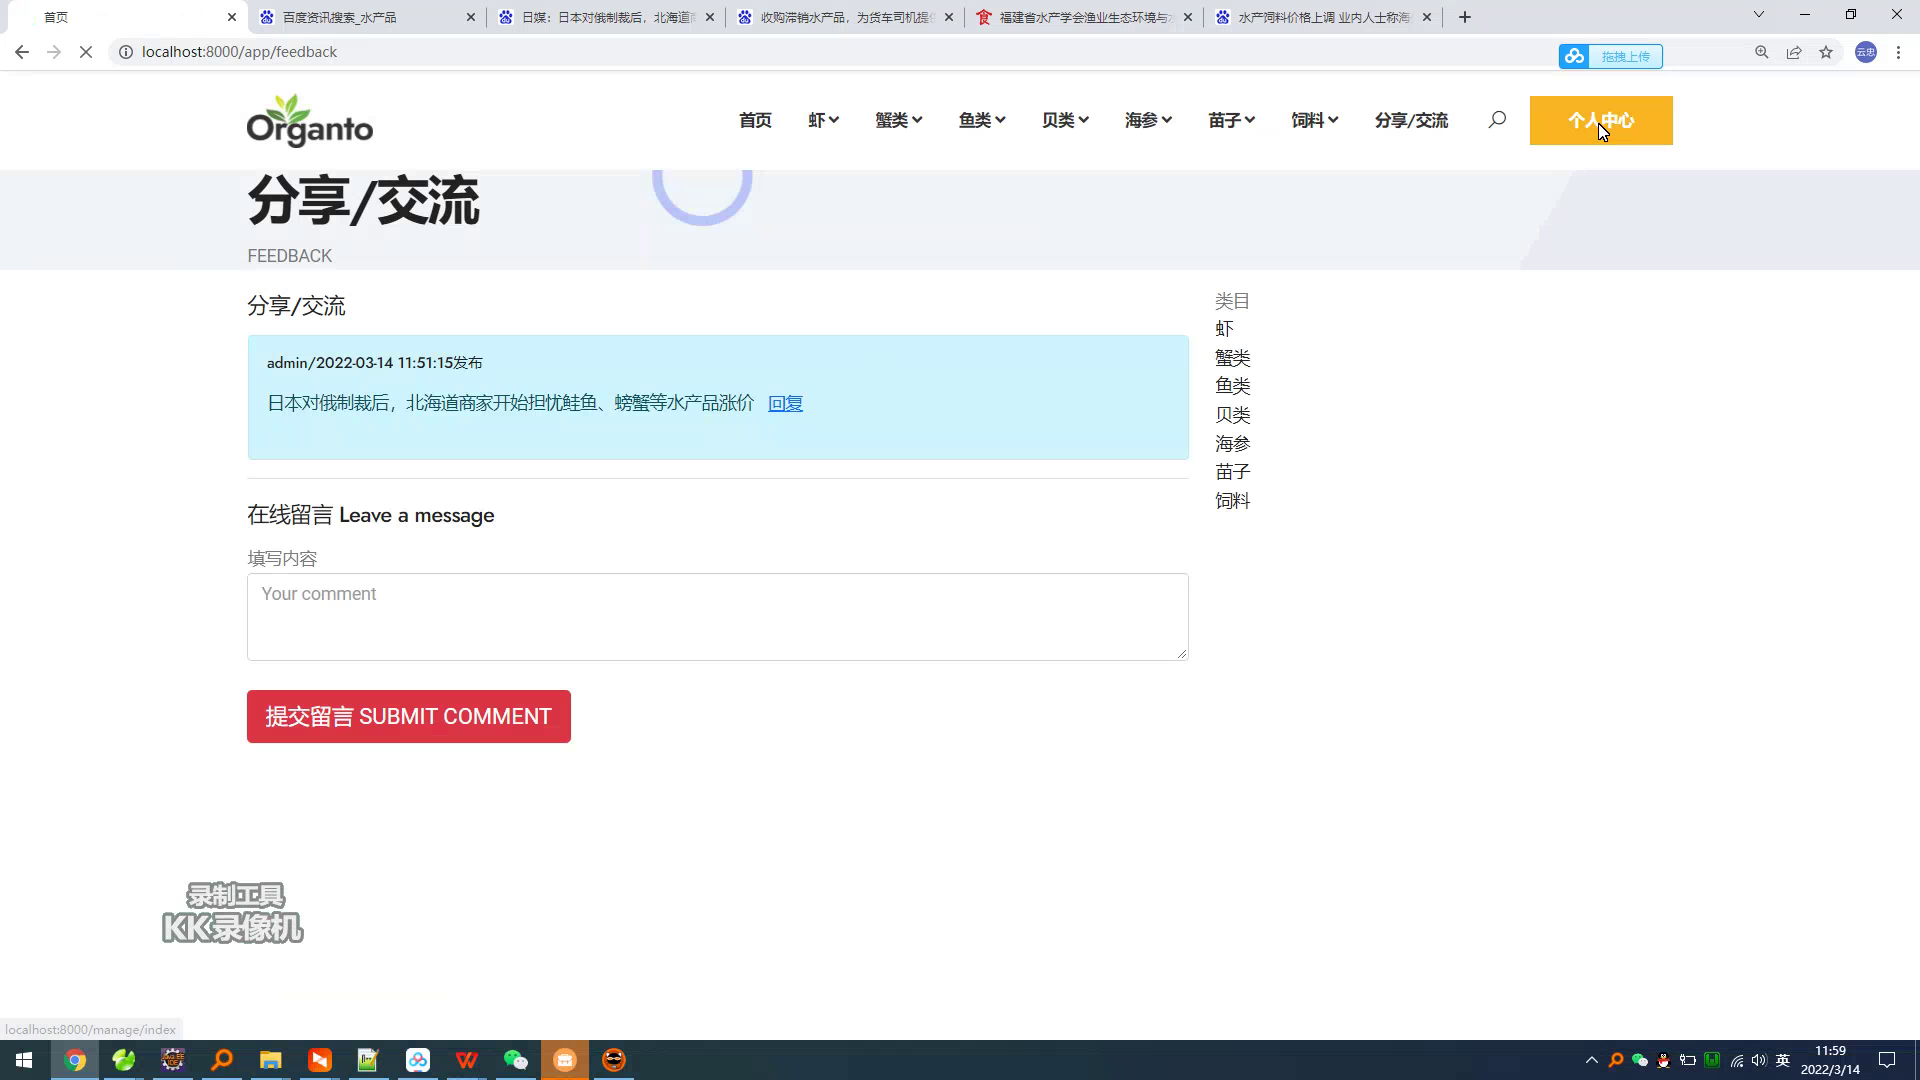 首页
百度资讯搜索_水产品
日媒：日本对俄制裁后，北海道商
收购滞销水产品，为货车司机提供
福建省水产学会渔业生态环境与水
水产饲料价格上调 业内人士称海
localhost:8000/app/feedback
拖拽上传
云忠
Organto
首页
虾
蟹类
鱼类
贝类
海参
苗子
饲料
分享/交流
个人中心
分享/交流
FEEDBACK
分享/交流
admin/2022-03-14 11:51:15发布
日本对俄制裁后，北海道商家开始担忧鲑鱼、螃蟹等水产品涨价 回复
类目
虾
蟹类
鱼类
贝类
海参
苗子
饲料
在线留言 Leave a message
填写内容
Your comment
提交留言 SUBMIT COMMENT
录制工具
KK录像机
localhost:8000/manage/index
英
11:59
2022/3/14